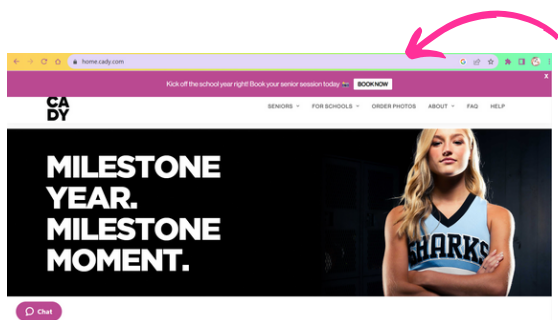 home.cady.com
Kick off the school year right! Book your senior session today
BOOK NOW
X
CA
DY
SENIORS
FOR SCHOOLS
ORDER PHOTOS
ABOUT
FAQ
HELP
MILESTONE
YEAR.
MILESTONE
MOMENT.
SHARKS
Chat